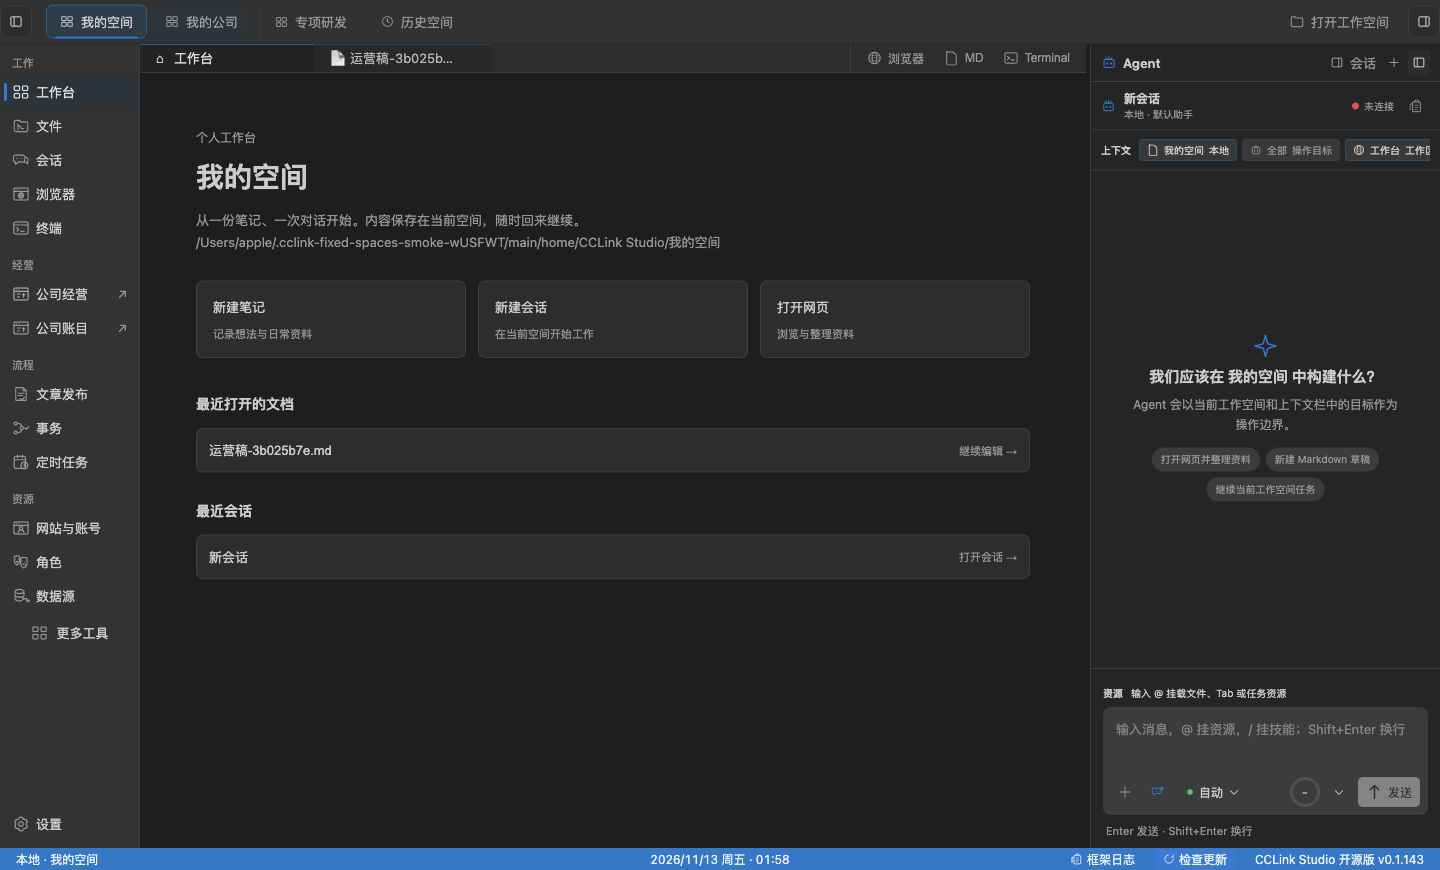 我的空间
我的公司
专项研发
历史空间
打开工作空间
工作
工作台
文件
会话
浏览器
终端
经营
公司经营
公司账目
流程
文章发布
事务
定时任务
资源
网站与账号
角色
数据源
更多工具
设置
工作台
运营稿-3b025b...
浏览器
MD
Terminal
个人工作台
我的空间
从一份笔记、一次对话开始。内容保存在当前空间，随时回来继续。
/Users/apple/.cclink-fixed-spaces-smoke-wUSFWT/main/home/CCLink Studio/我的空间
新建笔记
记录想法与日常资料
新建会话
在当前空间开始工作
打开网页
浏览与整理资料
最近打开的文档
运营稿-3b025b7e.md
继续编辑 →
最近会话
新会话
打开会话 →
Agent
会话
新会话
本地 · 默认助手
未连接
上下文
我的空间 本地
全部 操作目标
工作台 工作
我们应该在 我的空间 中构建什么?
Agent 会以当前工作空间和上下文栏中的目标作为
操作边界。
打开网页并整理资料
新建 Markdown 草稿
继续当前工作空间任务
资源 输入 @ 挂载文件、Tab 或任务资源
输入消息，@ 挂资源，/ 挂技能；Shift+Enter 换行
自动
-
发送
Enter 发送 · Shift+Enter 换行
本地 · 我的空间
2026/11/13 周五 · 01:58
框架日志
检查更新
CCLink Studio 开源版 v0.1.143